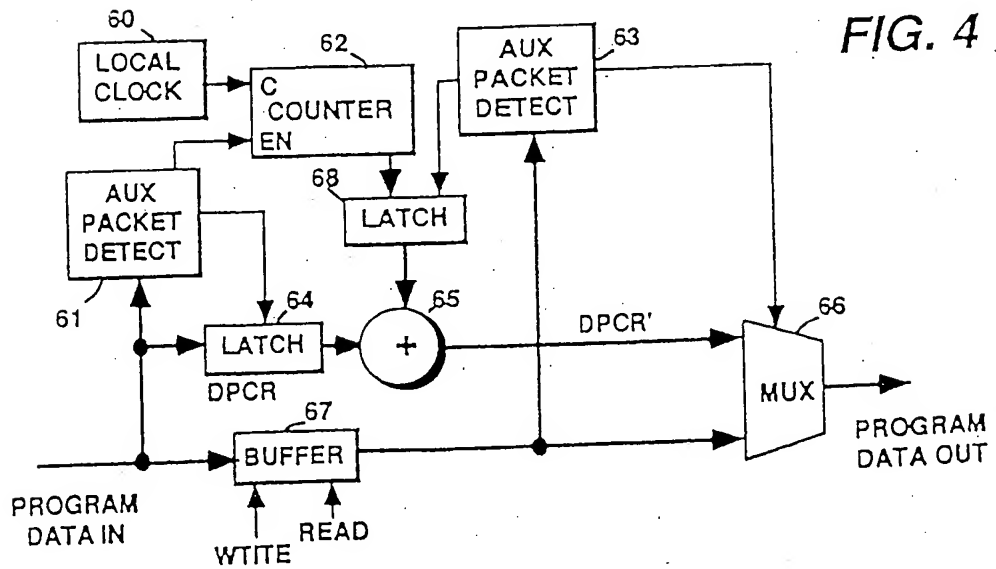 FIG. 4
60
LOCAL
CLOCK
62
C
COUNTER
EN
AUX
PACKET
DETECT
63
AUX
PACKET
DETECT
61
68
LATCH
64
LATCH
DPCR
65
+
DPCR'
66
MUX
67
BUFFER
PROGRAM
DATA IN
WTITE
READ
PROGRAM
DATA OUT